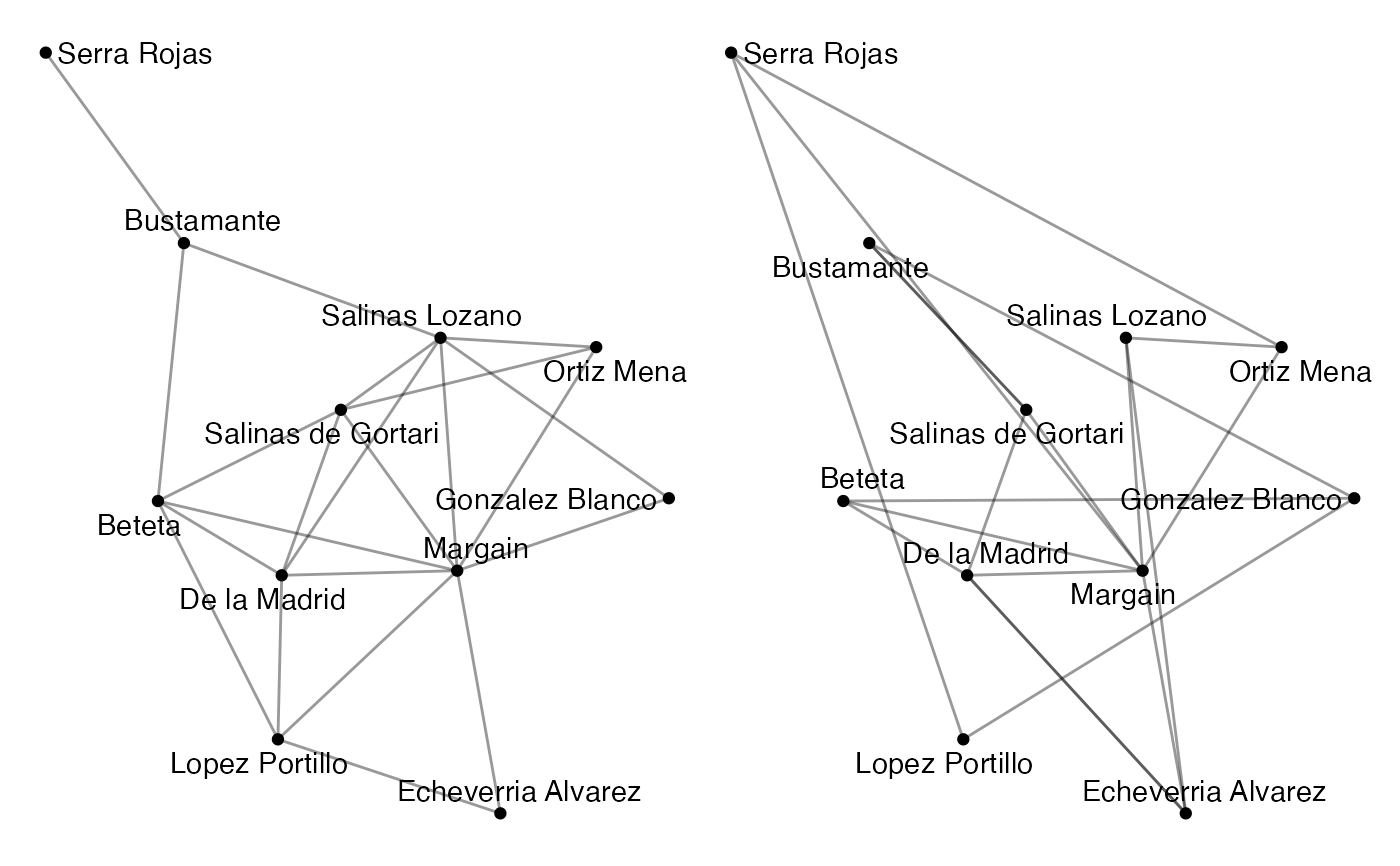 Serra Rojas
Bustamante
Salinas Lozano
Ortiz Mena
Salinas de Gortari
Gonzalez Blanco
Beteta
Margain
De la Madrid
Lopez Portillo
Echeverria Alvarez
Serra Rojas
Bustamante
Salinas Lozano
Ortiz Mena
Salinas de Gortari
Beteta
Gonzalez Blanco
De la Madrid
Margain
Lopez Portillo
Echeverria Alvarez